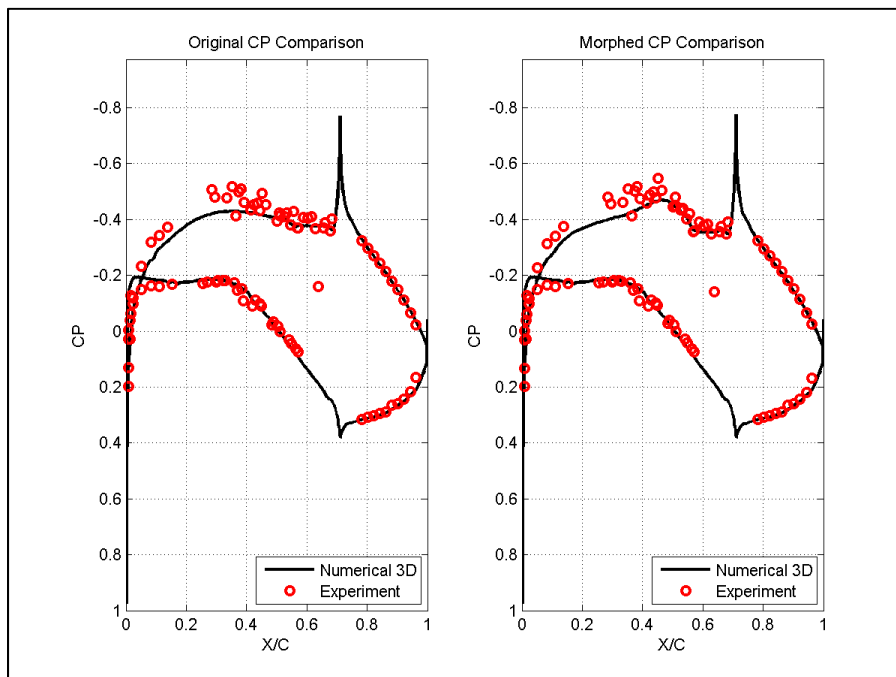 Original CP Comparison
CP
-0.8
-0.6
-0.4
-0.2
0
0.2
0.4
0.6
0.8
1
0 0.2 0.4 0.6 0.8 1
X/C
Numerical 3D
Experiment
Morphed CP Comparison
CP
-0.8
-0.6
-0.4
-0.2
0
0.2
0.4
0.6
0.8
1
0 0.2 0.4 0.6 0.8 1
X/C
Numerical 3D
Experiment